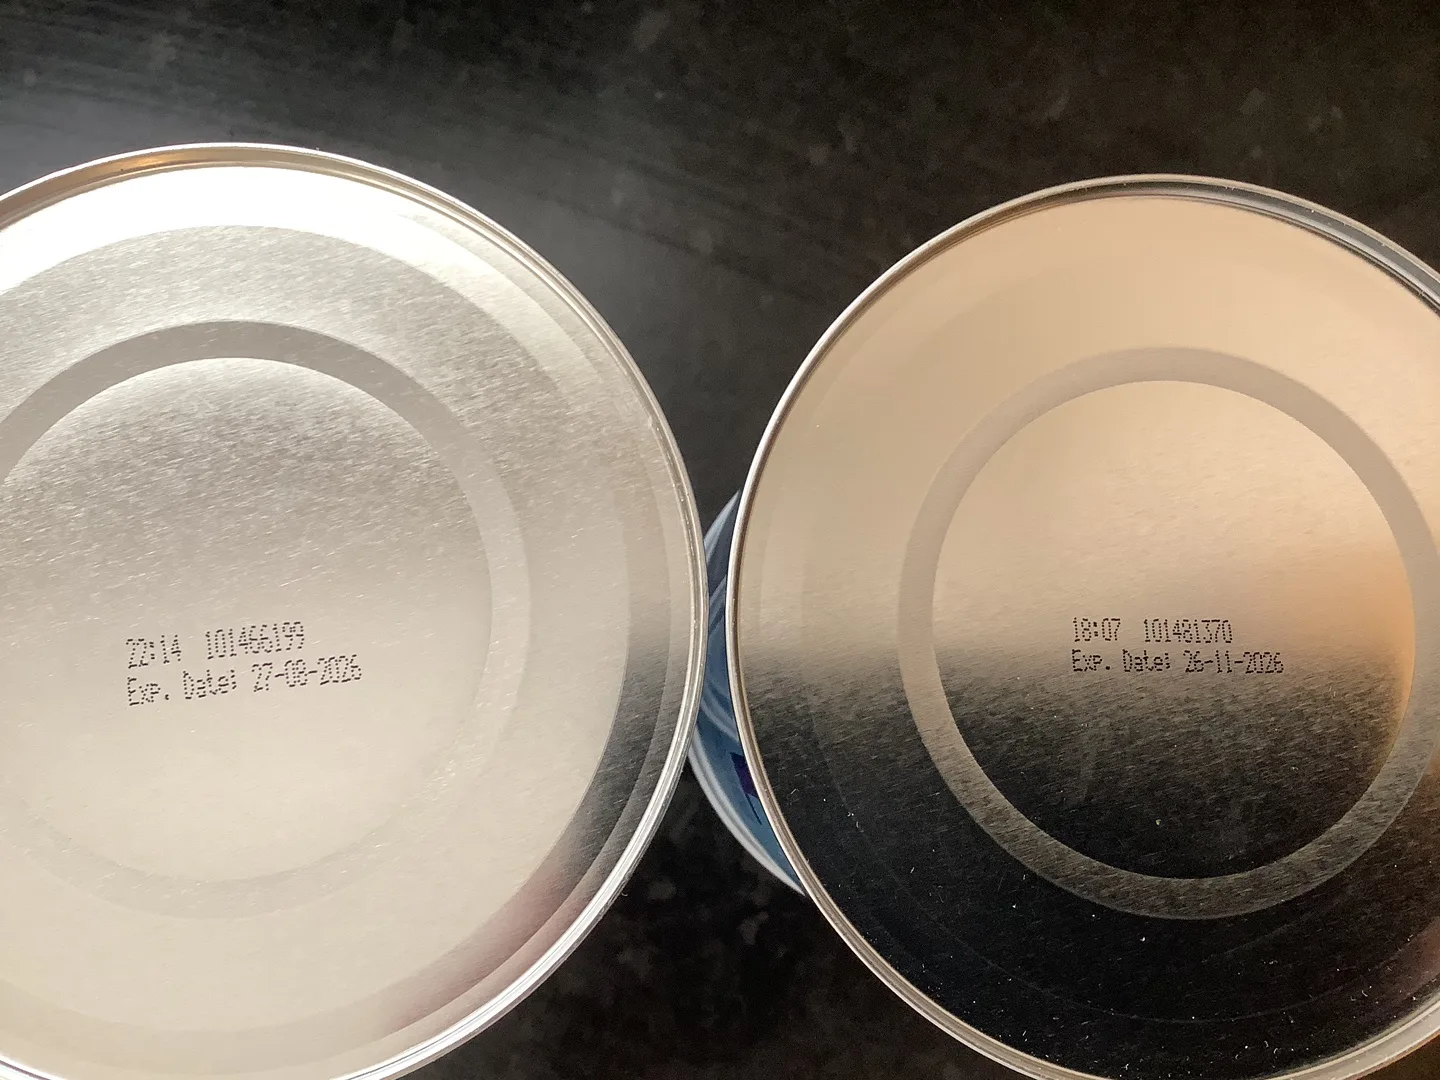 22:14 101466199
Exp. Date: 27-08-2026
18:07 101481370
Exp. Date: 26-11-2026